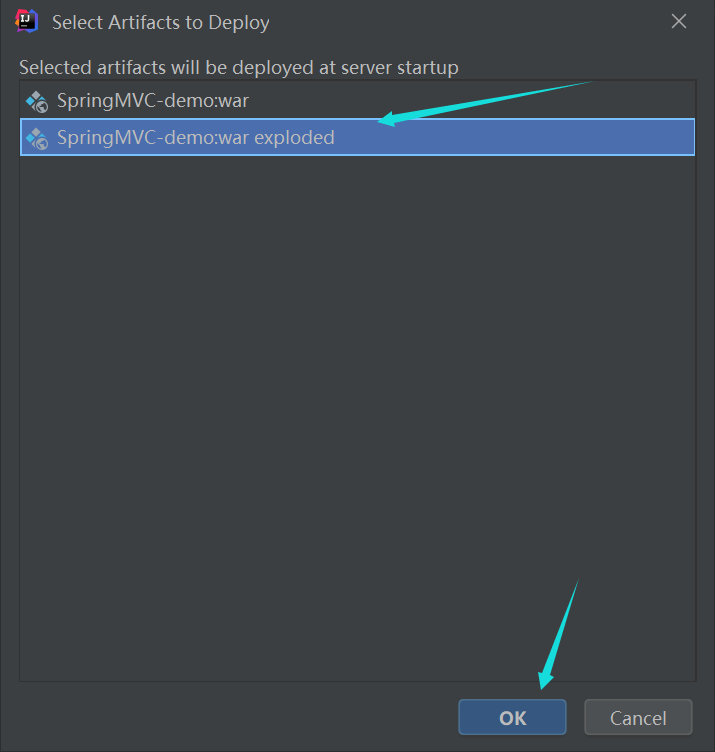 Select Artifacts to Deploy
Selected artifacts will be deployed at server startup
SpringMVC-demo:war
SpringMVC-demo:war exploded
OK
Cancel